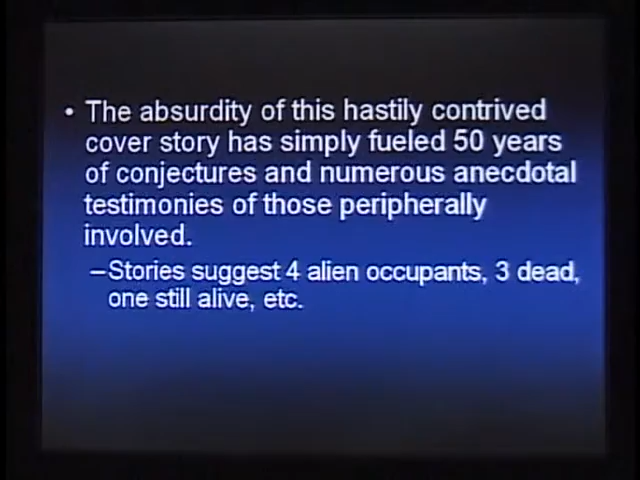 • The absurdity of this hastily contrived
cover story has simply fueled 50 years
of conjectures and numerous anecdotal
testimonies of those peripherally
involved.
–Stories suggest 4 alien occupants, 3 dead,
one still alive, etc.